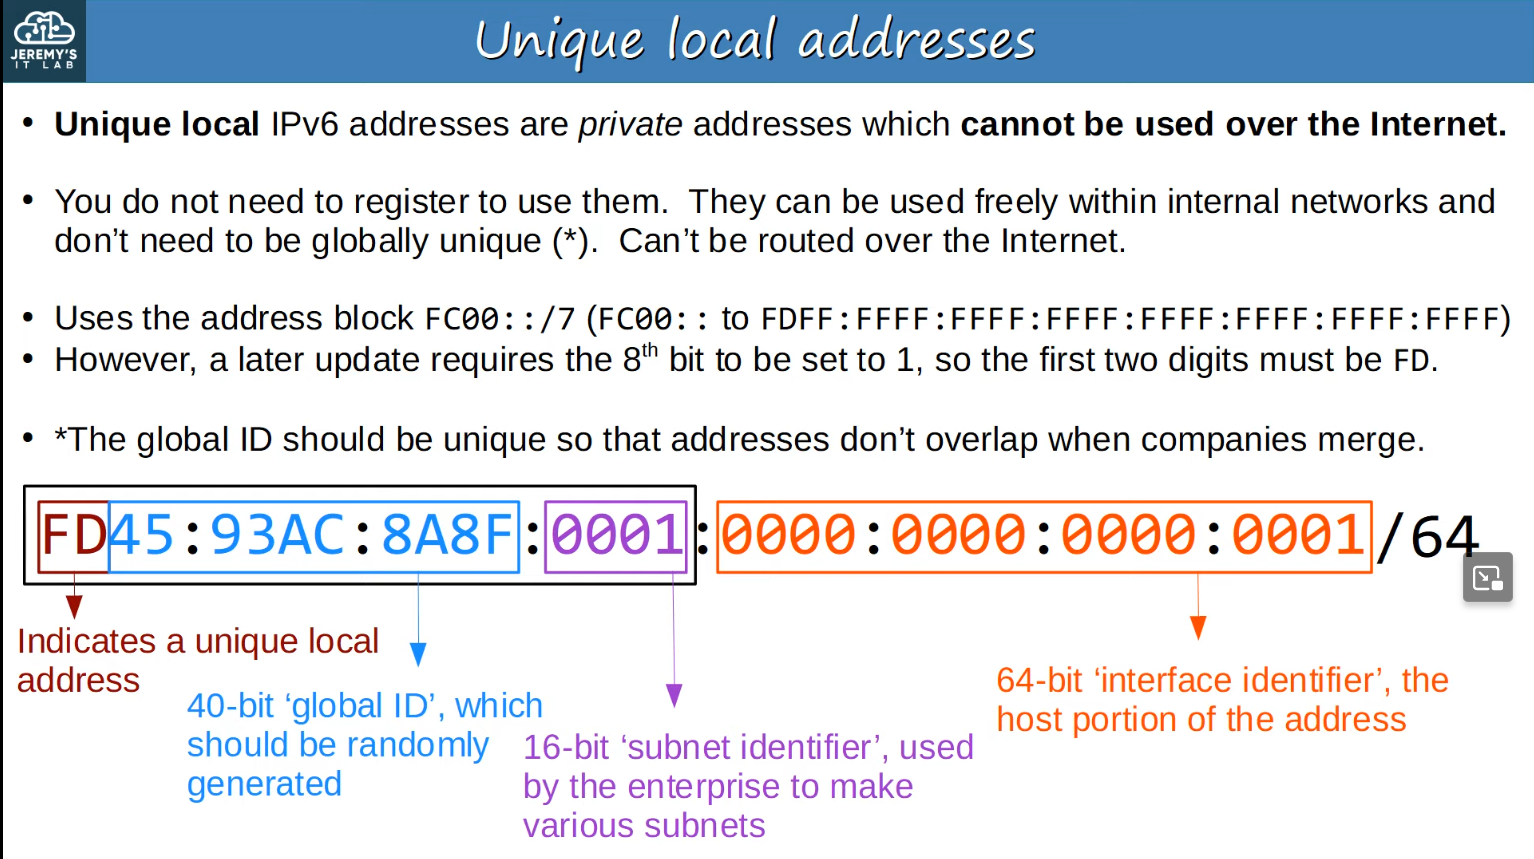 JEREMY'S
IT LAB
Unique local addresses
• Unique local IPv6 addresses are private addresses which cannot be used over the Internet.
• You do not need to register to use them. They can be used freely within internal networks and
don't need to be globally unique (*). Can't be routed over the Internet.
• Uses the address block FC00::/7 (FC00:: to FDFF:FFFF:FFFF:FFFF:FFFF:FFFF:FFFF:FFFF)
• However, a later update requires the 8th bit to be set to 1, so the first two digits must be FD.
• *The global ID should be unique so that addresses don't overlap when companies merge.
FD45:93AC:8A8F:0001:0000:0000:0000:0001/64
Indicates a unique local
address
40-bit 'global ID', which
should be randomly
generated
16-bit 'subnet identifier', used
by the enterprise to make
various subnets
64-bit 'interface identifier', the
host portion of the address